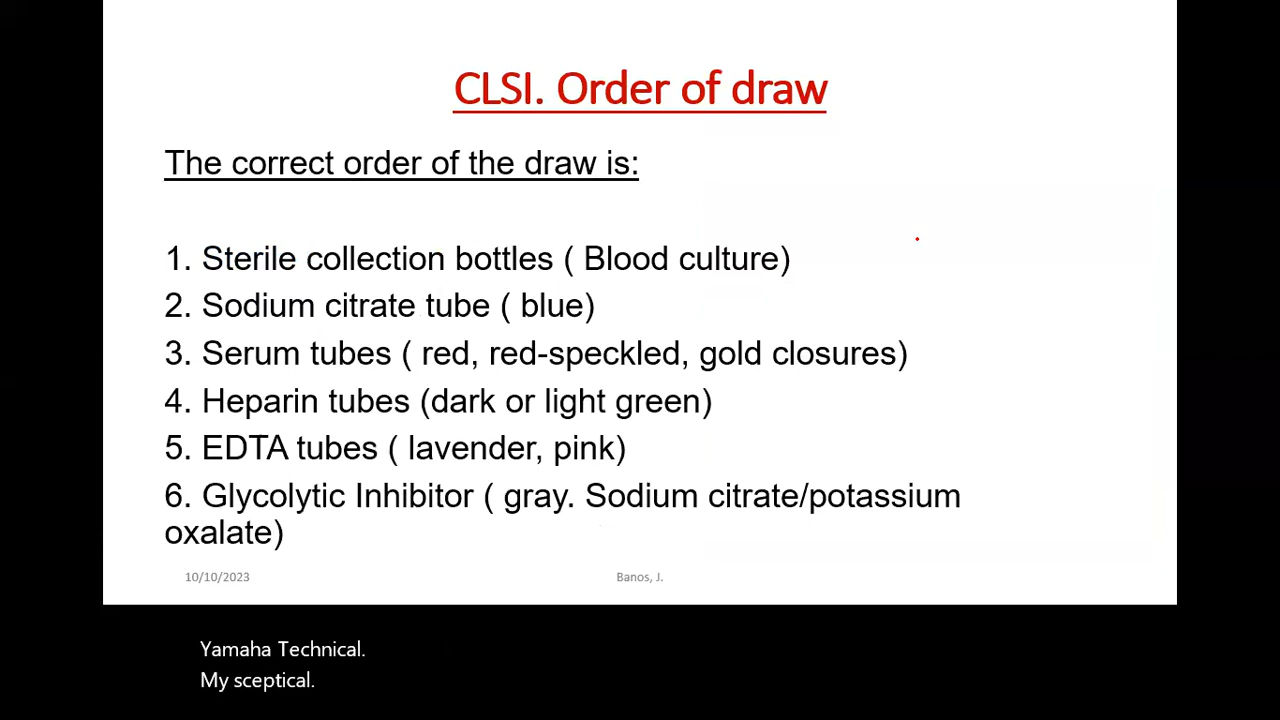 CLSI. Order of draw
The correct order of the draw is:
1. Sterile collection bottles ( Blood culture)
2. Sodium citrate tube ( blue)
3. Serum tubes ( red, red-speckled, gold closures)
4. Heparin tubes (dark or light green)
5. EDTA tubes ( lavender, pink)
6. Glycolytic Inhibitor ( gray. Sodium citrate/potassium
oxalate)
10/10/2023
Banos, J.
Yamaha Technical.
My sceptical.